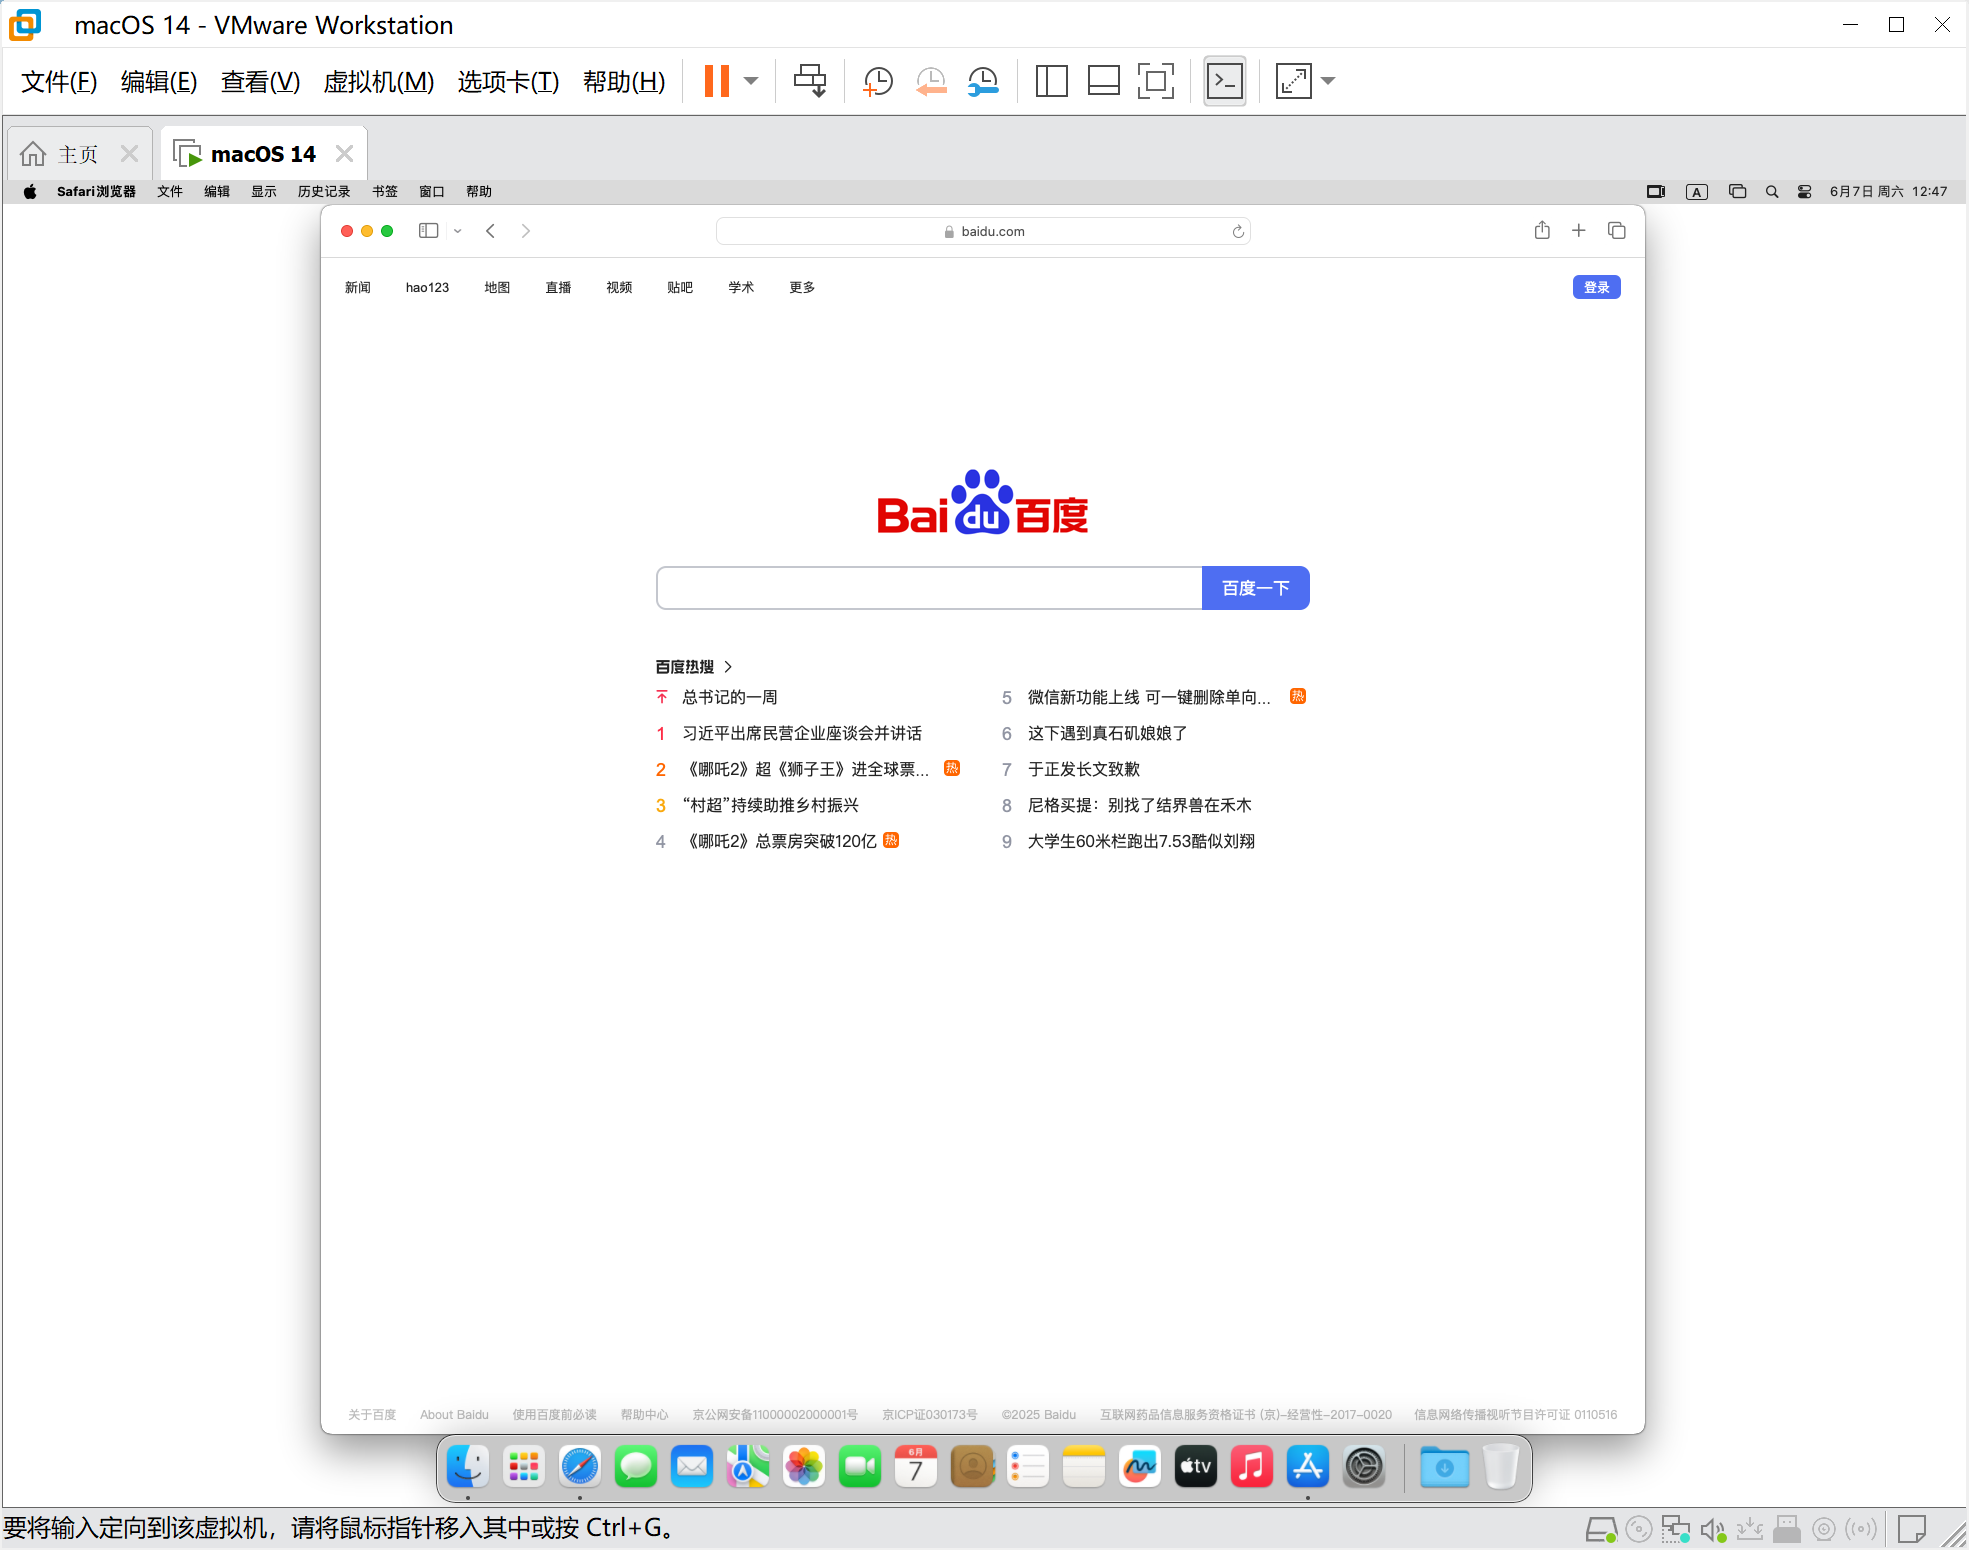 macOS 14 - VMware Workstation
文件(F) 编辑(E) 查看(V) 虚拟机(M) 选项卡(T) 帮助(H)
主页 macOS 14
Safari浏览器 文件 编辑 显示 历史记录 书签 窗口 帮助 A 6月7日 周六 12:47
baidu.com
新闻 hao123 地图 直播 视频 贴吧 学术 更多 登录
Bai du 百度
百度一下
百度热搜
总书记的一周
1 习近平出席民营企业座谈会并讲话
2 《哪吒2》超《狮子王》进全球票... 热
3 “村超”持续助推乡村振兴
4 《哪吒2》总票房突破120亿 热
5 微信新功能上线 可一键删除单向... 热
6 这下遇到真石矶娘娘了
7 于正发长文致歉
8 尼格买提：别找了结界兽在禾木
9 大学生60米栏跑出7.53酷似刘翔
关于百度 About Baidu 使用百度前必读 帮助中心 京公网安备11000002000001号 京ICP证030173号 ©2025 Baidu 互联网药品信息服务资格证书 (京)-经营性-2017-0020 信息网络传播视听节目许可证 0110516
6月
7
tv
要将输入定向到该虚拟机，请将鼠标指针移入其中或按 Ctrl+G。